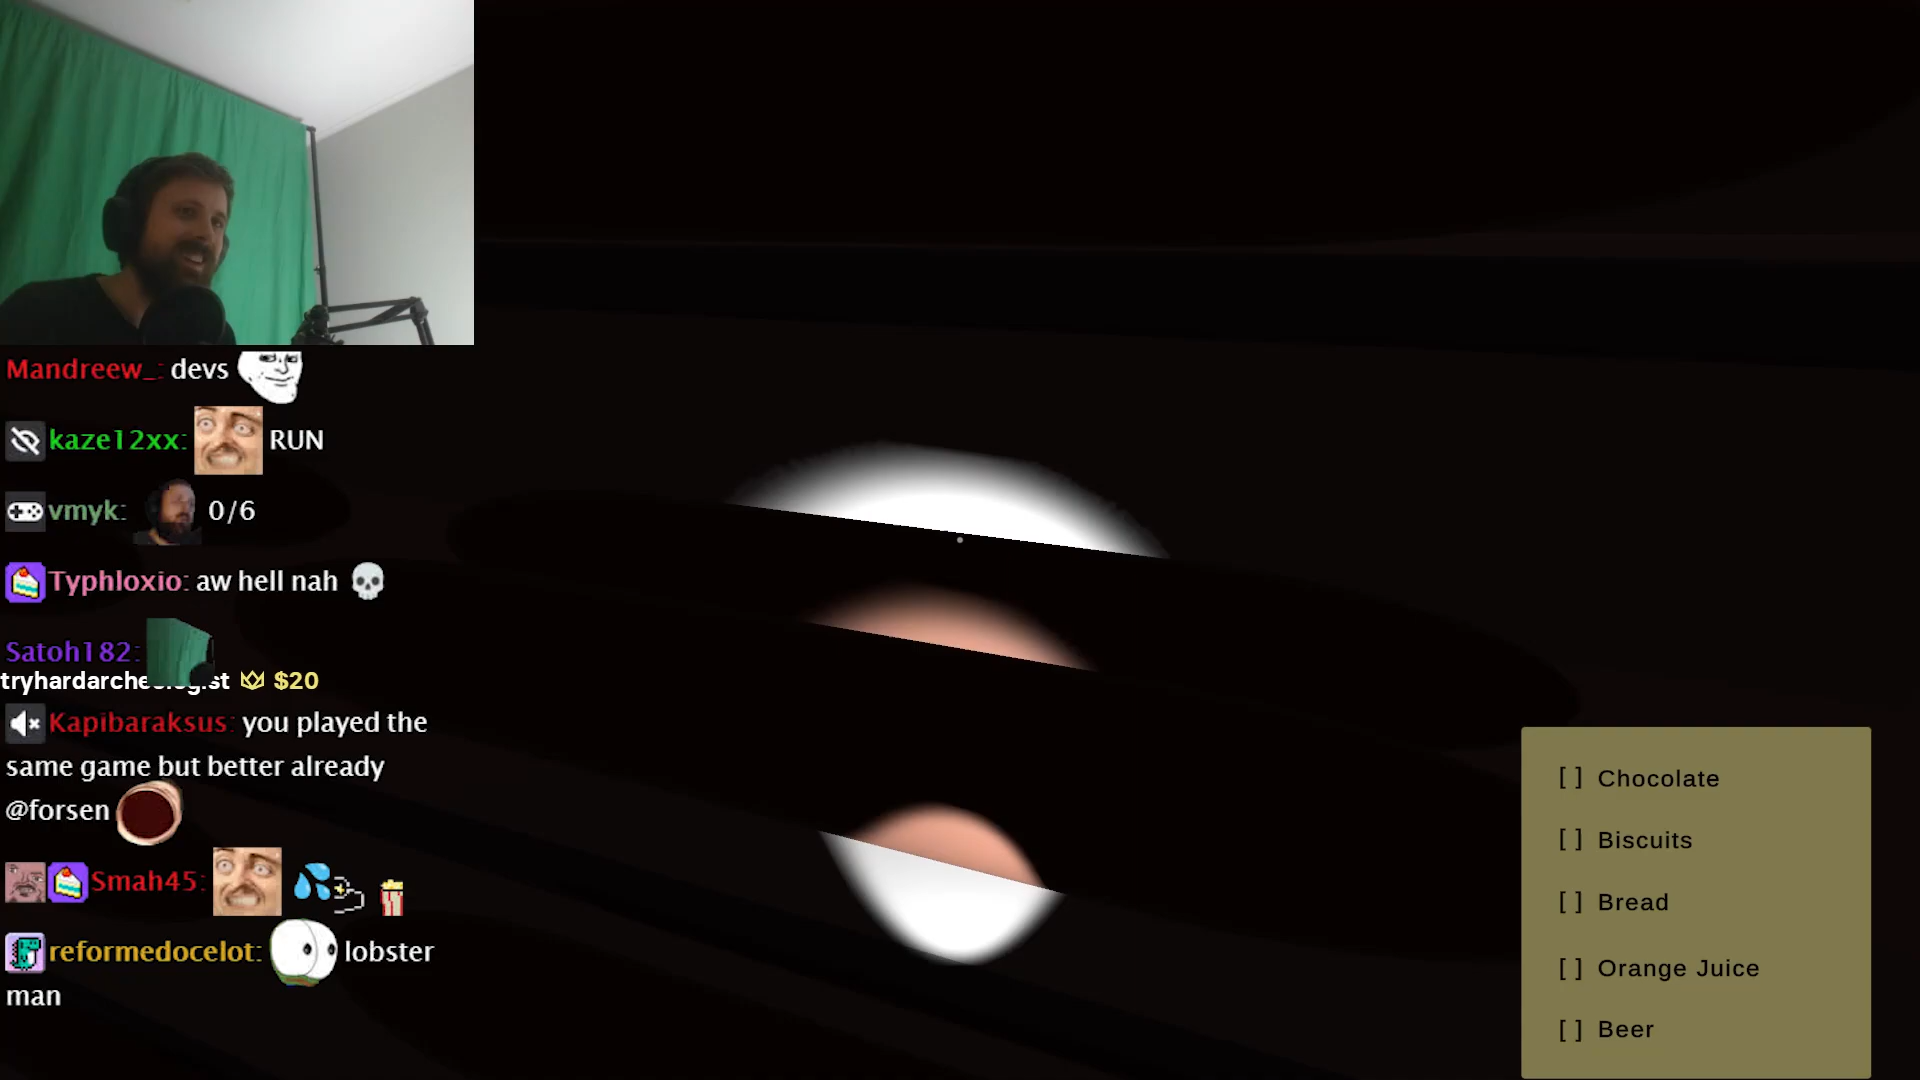 Mandreew_: devs
kaze12xx: RUN
vmyk: 0/6
Typhloxio: aw hell nah
Satoh182:
$20
Kapibaraksus: you played the
same game but better already
@forsen
Smah45:
reformedocelot: lobster
man
[ ] Chocolate
[ ] Biscuits
[ ] Bread
[ ] Orange Juice
[ ] Beer